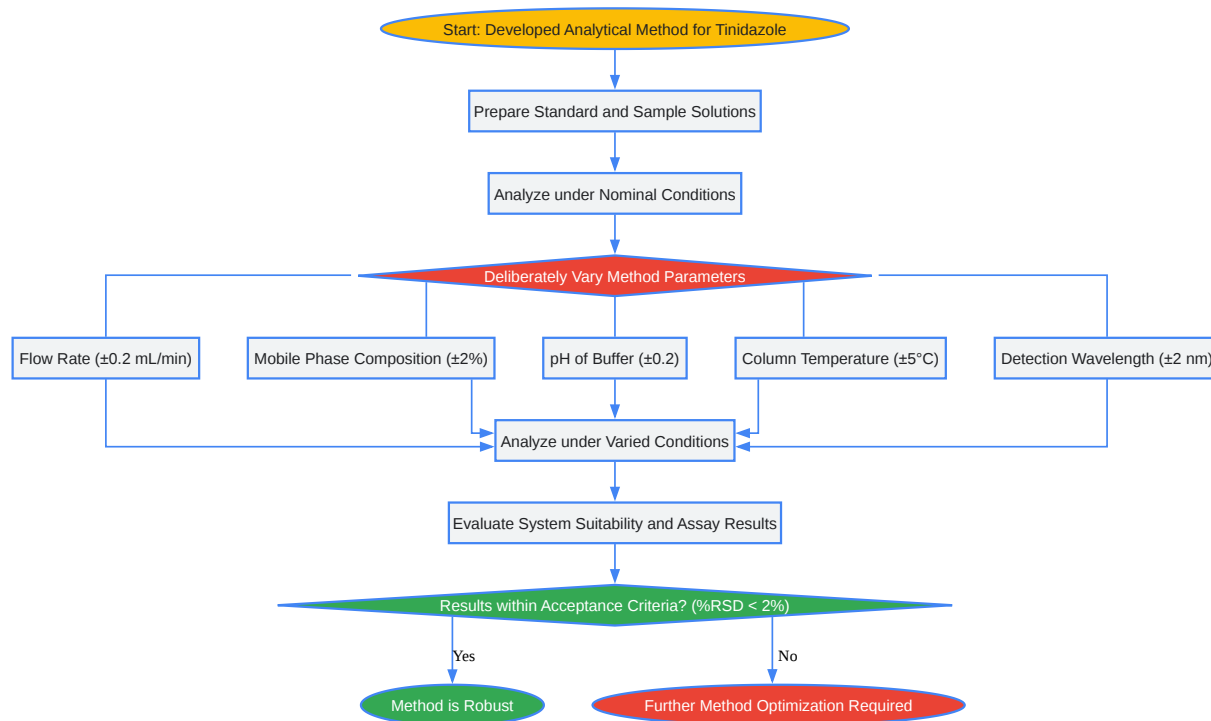 Start: Developed Analytical Method for Tinidazole
Prepare Standard and Sample Solutions
Analyze under Nominal Conditions
Deliberately Vary Method Parameters
Flow Rate (±0.2 mL/min)
Mobile Phase Composition (±2%)
pH of Buffer (±0.2)
Column Temperature (±5°C)
Detection Wavelength (±2 nm)
Analyze under Varied Conditions
Evaluate System Suitability and Assay Results
Results within Acceptance Criteria? (%RSD < 2%)
Yes
No
Method is Robust
Further Method Optimization Required